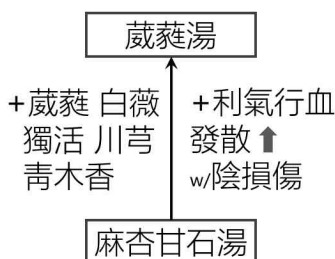 葳蕤湯
+葳蕤 白薇
獨活 川芎
青木香
+利氣行血
發散⬆
w/陰損傷
麻杏甘石湯